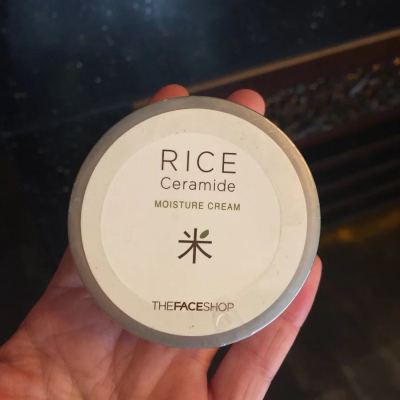 RICE
Ceramide
MOISTURE CREAM
米
THEFACESHOP